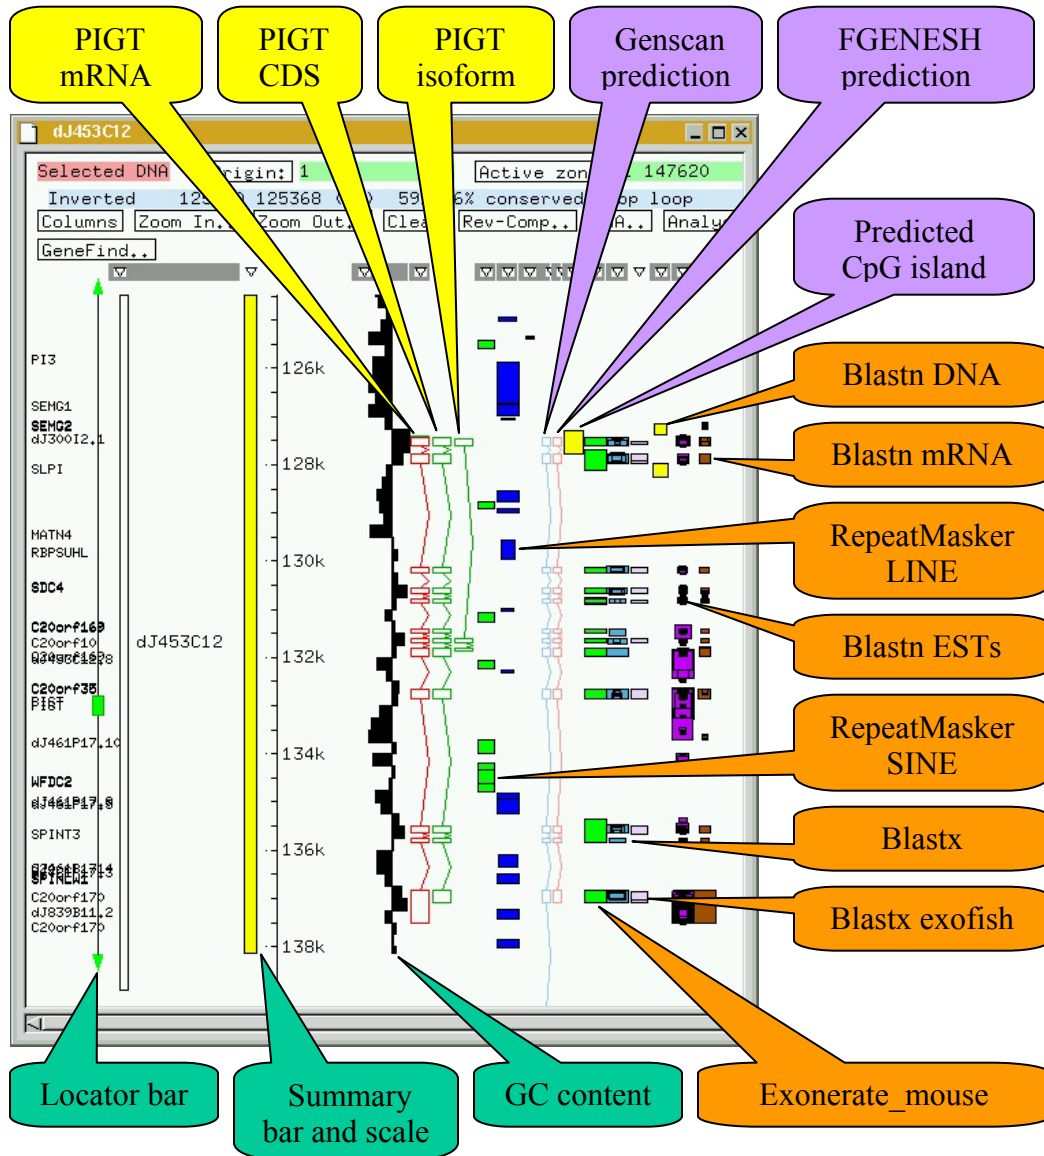 PIGT
mRNA
PIGT
CDS
PIGT
isoform
Genscan
prediction
FGENESH
prediction
dJ453C12
Selected DNA
rigin: 1
Active zon 147620
Inverted 125368 conserved loop
Columns Zoom In.. Zoom Out. Clea Rev-Comp.. A.. Analy
GeneFind..
Predicted
CpG island
PI3
SEMG1
SEMG2
dJ300I2.1
SLPI
MATN4
RBPSUHL
SDC4
C20orf169
C20orf10
C20orf35
PIGT
PIGT
dJ461P17.10
WFDC2
SPINT3
C20orf170
dJ839B11.2
C20orf170
dJ453C12
126k
128k
130k
132k
134k
136k
138k
Blastn DNA
Blastn mRNA
RepeatMasker
LINE
Blastn ESTs
RepeatMasker
SINE
Blastx
Blastx exofish
Locator bar
Summary
bar and scale
GC content
Exonerate_mouse